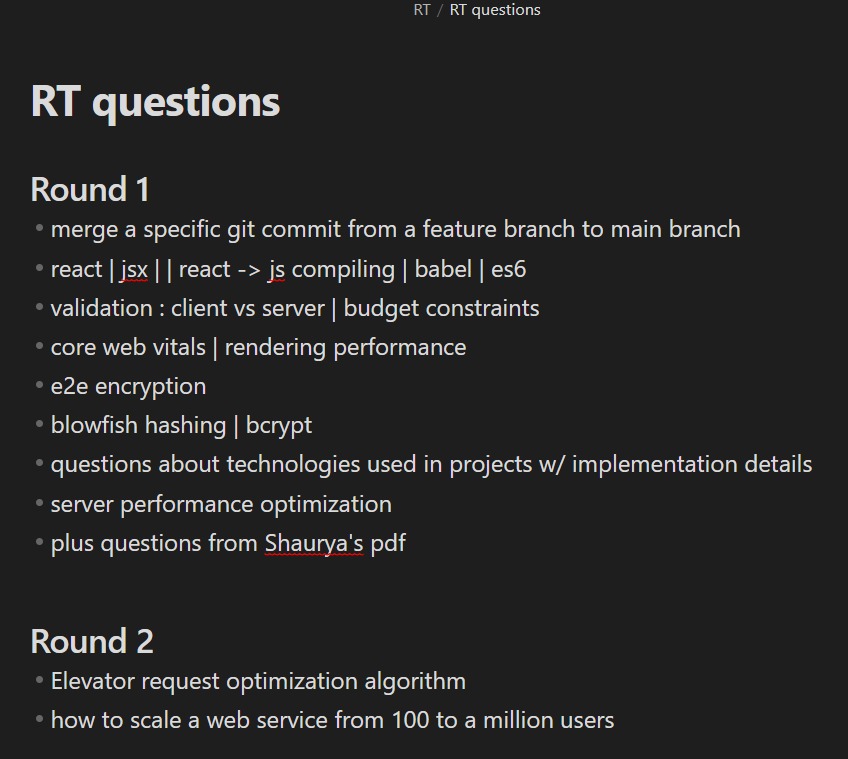 RT / RT questions
RT questions
Round 1
• merge a specific git commit from a feature branch to main branch
• react | jsx | | react -> js compiling | babel | es6
• validation : client vs server | budget constraints
• core web vitals | rendering performance
• e2e encryption
• blowfish hashing | bcrypt
• questions about technologies used in projects w/ implementation details
• server performance optimization
• plus questions from Shaurya's pdf
Round 2
• Elevator request optimization algorithm
• how to scale a web service from 100 to a million users